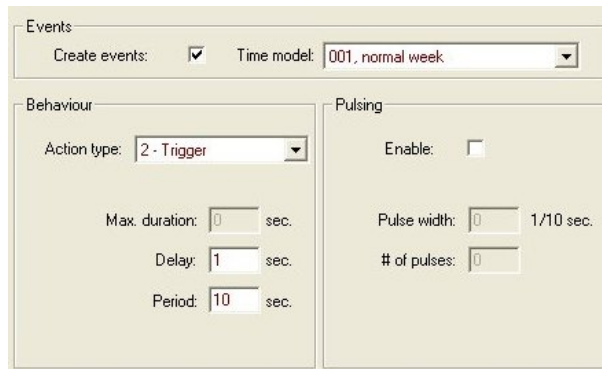 Events
Create events: Time model: 001, normal week
Behaviour
Action type: 2 - Trigger
Max. duration: 0 sec.
Delay: 1 sec.
Period: 10 sec.
Pulsing
Enable:
Pulse width: 0 1/10 sec.
# of pulses: 0